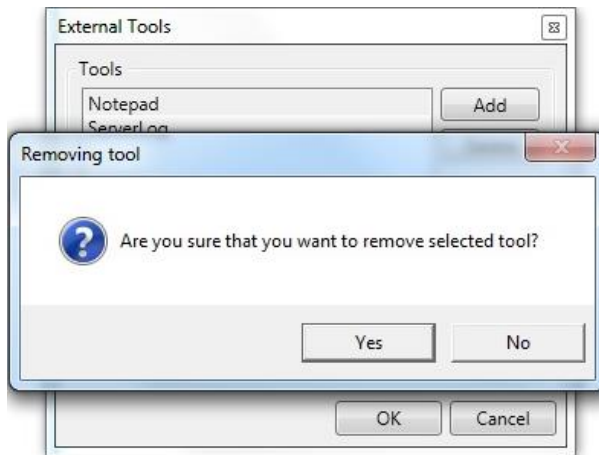 External Tools
Tools
Notepad
Add
ServerLog
Removing tool
Are you sure that you want to remove selected tool?
Yes
No
OK
Cancel